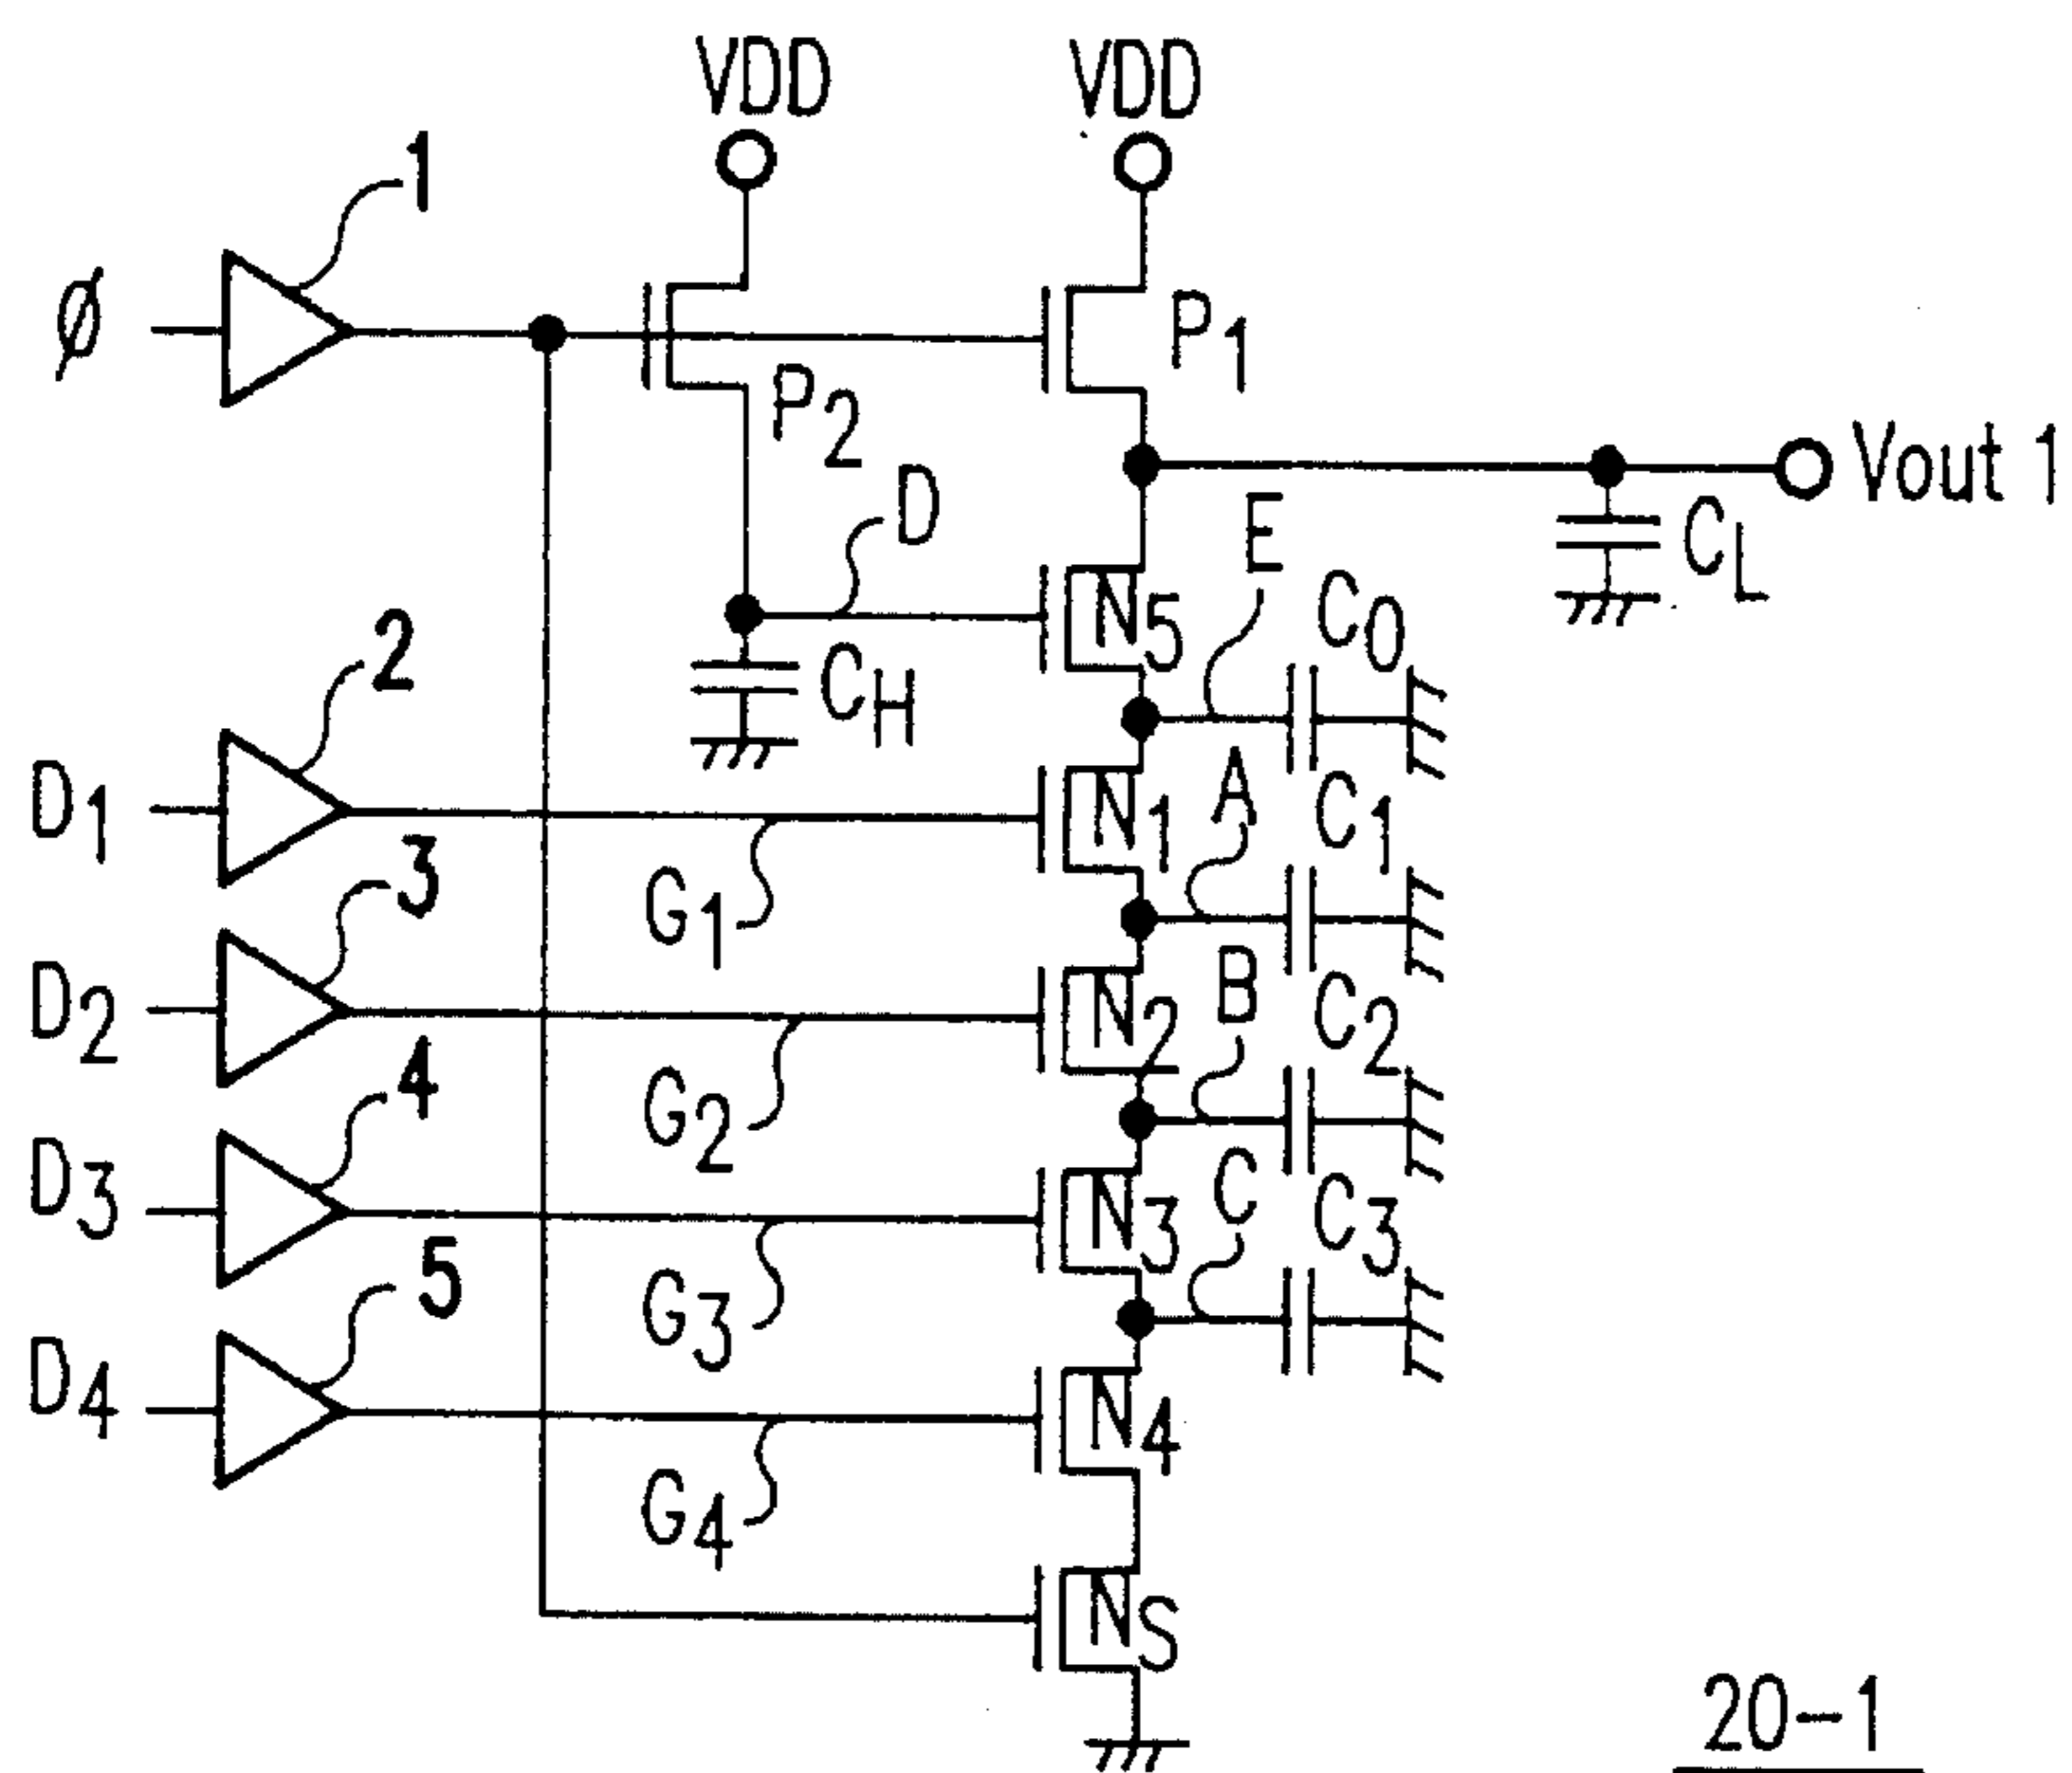 VDD VDD
1
Ø
P1
P2
Vout 1
D
E
CL
N5
C0
2
CH
D1
N1
A
C1
3
G1
D2
N2
B
C2
4
G2
D3
N3
C
C3
5
G3
D4
N4
G4
NS
20-1